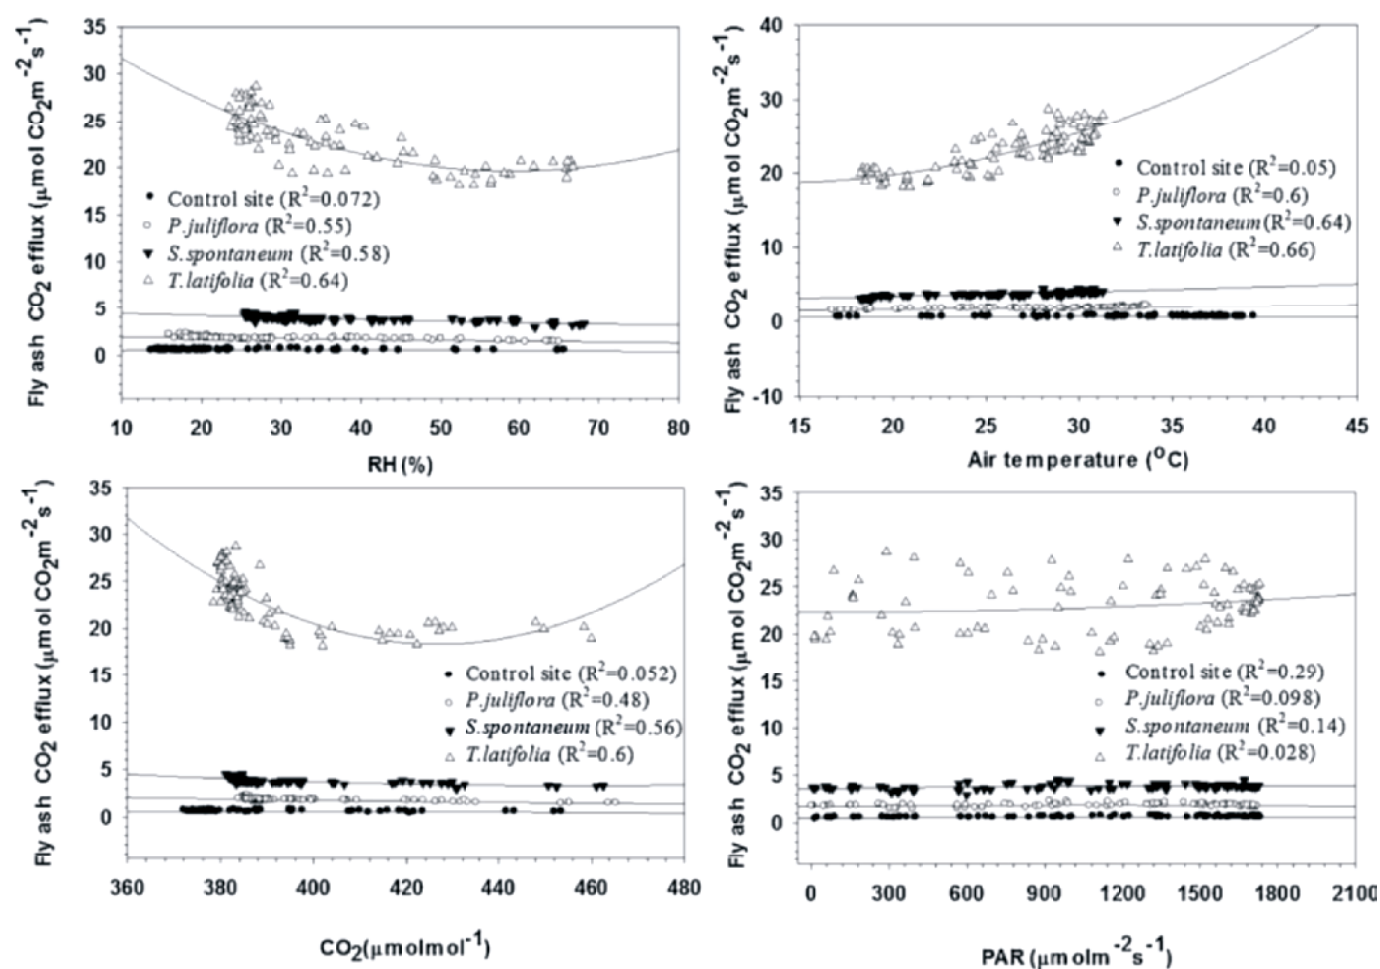 Fly ash CO2 efflux (μmol CO2m-2s-1)
35
30
25
20
15
10
5
0
Control site (R2=0.072)
P.juliflora (R2=0.55)
S.spontaneum (R2=0.58)
T.latifolia (R2=0.64)
10 20 30 40 50 60 70 80
RH (%)
Fly ash CO2 efflux (μmol CO2m-2s-1)
40
30
20
10
0
-10
Control site (R2=0.05)
P.juliflora (R2=0.6)
S.spontaneum (R2=0.64)
T.latifolia (R2=0.66)
15 20 25 30 35 40 45
Air temperature (OC)
Fly ash CO2 efflux (μmol CO2m-2s-1)
35
30
25
20
15
10
5
0
Control site (R2=0.052)
P.juliflora (R2=0.48)
S.spontaneum (R2=0.56)
T.latifolia (R2=0.6)
360 380 400 420 440 460 480
CO2(μmolmol-1)
Fly ash CO2 efflux (μmol CO2m-2s-1)
35
30
25
20
15
10
5
0
Control site (R2=0.29)
P.juliflora (R2=0.098)
S.spontaneum (R2=0.14)
T.latifolia (R2=0.028)
0 300 600 900 1200 1500 1800 2100
PAR (μmolm-2s-1)